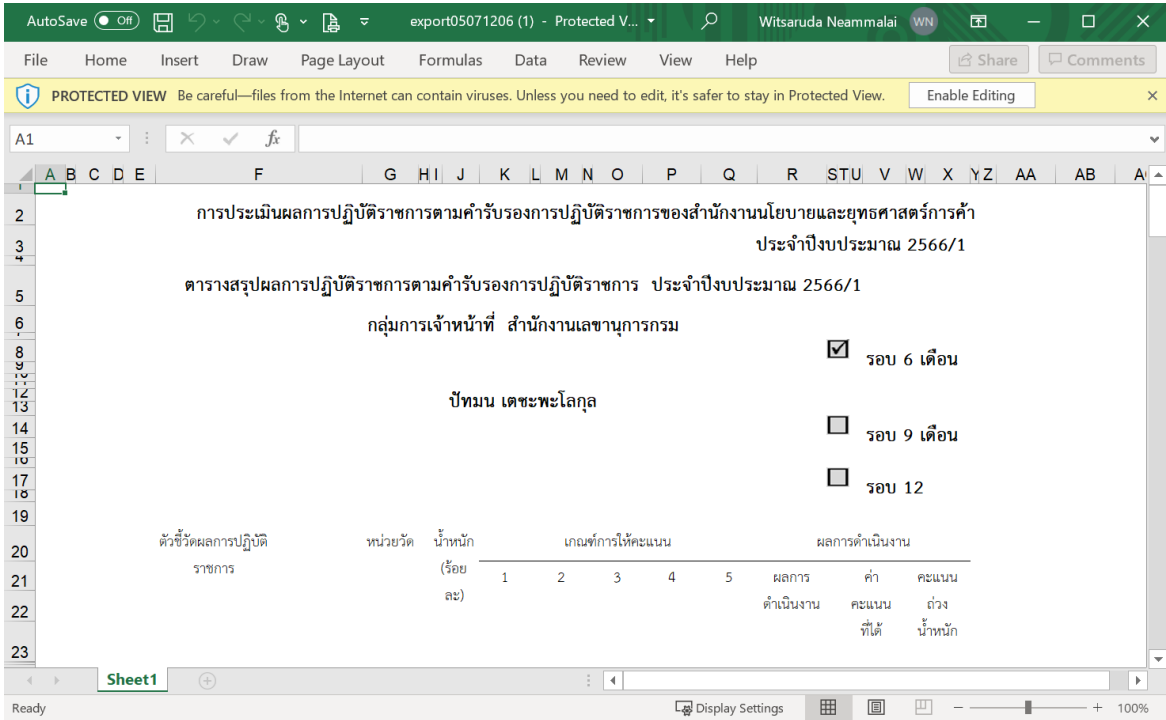 AutoSave Off export05071206 (1) - Protected V... Witsaruda Neammalai WN
File Home Insert Draw Page Layout Formulas Data Review View Help Share Comments
PROTECTED VIEW Be careful—files from the Internet can contain viruses. Unless you need to edit, it's safer to stay in Protected View. Enable Editing
A1 fx
A B C D E F G H I J K L M N O P Q R S T U V W X Y Z AA AB
2 การประเมินผลการปฏิบัติราชการตามคำรับรองการปฏิบัติราชการของสำนักงานนโยบายและยุทธศาสตร์การค้า
3 ประจำปีงบประมาณ 2566/1
4
5 ตารางสรุปผลการปฏิบัติราชการตามคำรับรองการปฏิบัติราชการ ประจำปีงบประมาณ 2566/1
6 กลุ่มการเจ้าหน้าที่ สำนักงานเลขานุการกรม
8 รอบ 6 เดือน
9
12
13 ปัทมน เตชะพะโลกุล
14 รอบ 9 เดือน
15
17 รอบ 12
18
19
20 ตัวชี้วัดผลการปฏิบัติ หน่วยวัด น้ำหนัก เกณฑ์การให้คะแนน ผลการดำเนินงาน
ราชการ (ร้อย
21 1 2 3 4 5 ผลการ ค่า คะแนน
ละ)
22 ดำเนินงาน คะแนน ถ่วง
ที่ได้ น้ำหนัก
23
Sheet1
Ready Display Settings 100%